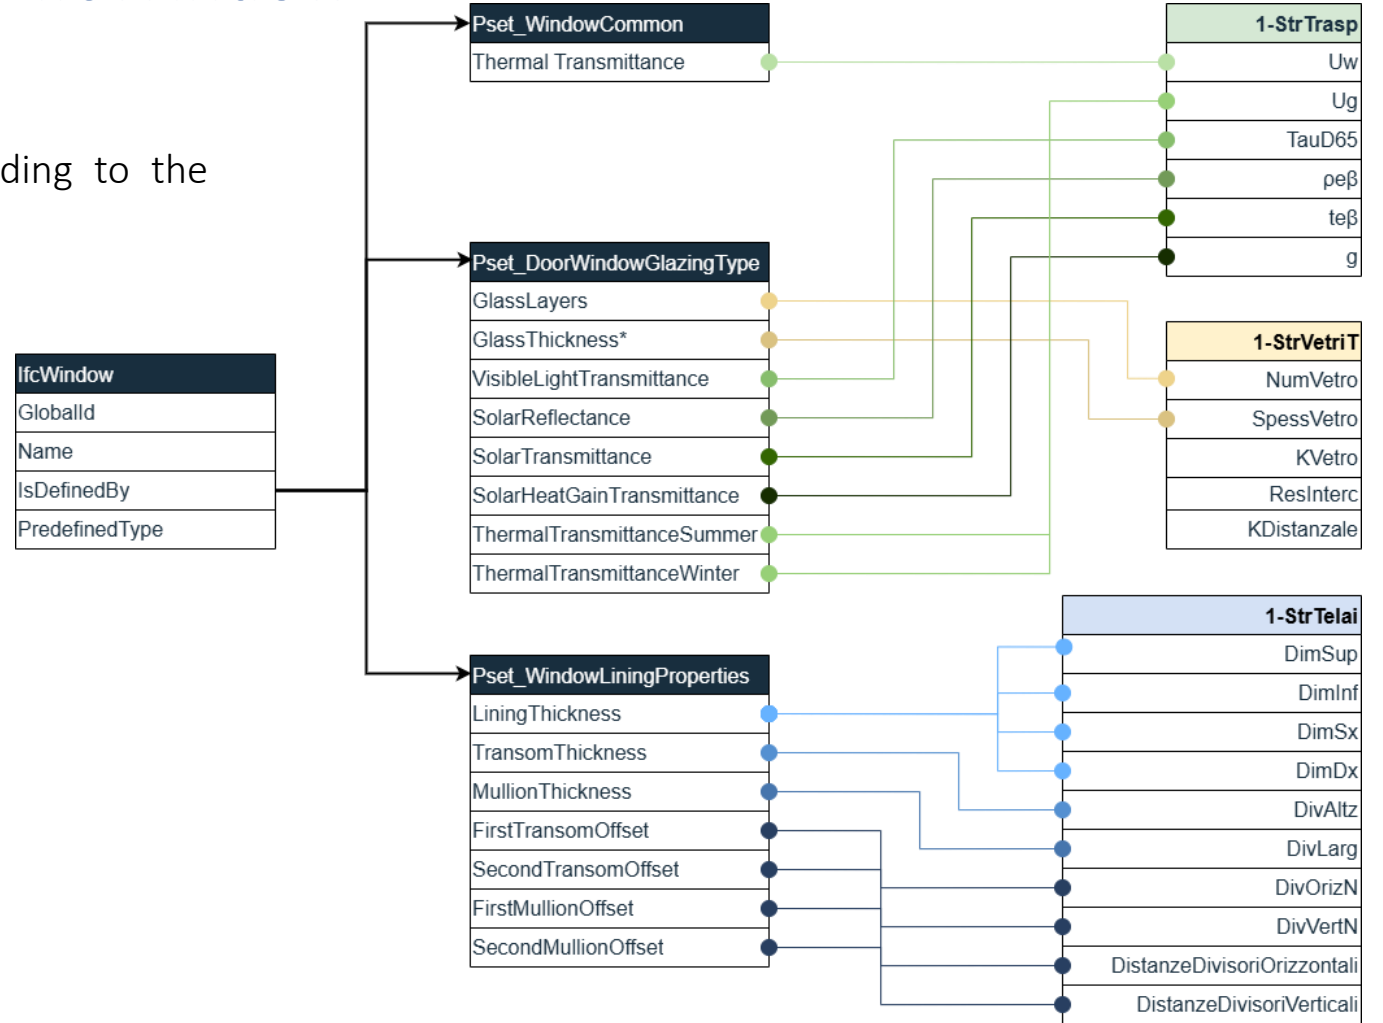 ding to the
IfcWindow
GlobalId
Name
IsDefinedBy
PredefinedType
Pset_WindowCommon
Thermal Transmittance
Pset_DoorWindowGlazingType
GlassLayers
GlassThickness*
VisibleLightTransmittance
SolarReflectance
SolarTransmittance
SolarHeatGainTransmittance
ThermalTransmittanceSummer
ThermalTransmittanceWinter
Pset_WindowLiningProperties
LiningThickness
TransomThickness
MullionThickness
FirstTransomOffset
SecondTransomOffset
FirstMullionOffset
SecondMullionOffset
1-StrTrasp
Uw
Ug
TauD65
ρeβ
teβ
g
1-StrVetriT
NumVetro
SpessVetro
KVetro
ResInterc
KDistanzale
1-StrTelai
DimSup
DimInf
DimSx
DimDx
DivAltz
DivLarg
DivOrizN
DivVertN
DistanzeDivisoriOrizzontali
DistanzeDivisoriVerticali